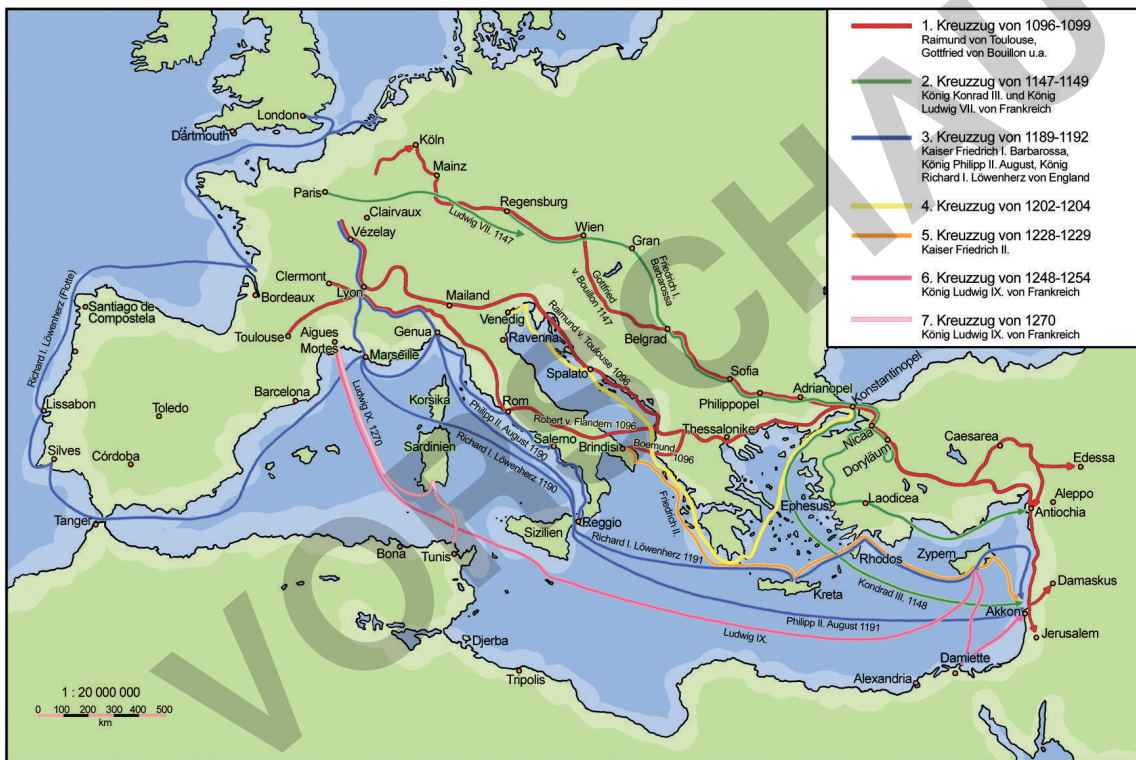 1. Kreuzzug von 1096-1099
Raimund von Toulouse,
Gottfried von Bouillon u.a.
2. Kreuzzug von 1147-1149
König Konrad III. und König
Ludwig VII. von Frankreich
3. Kreuzzug von 1189-1192
Kaiser Friedrich I. Barbarossa,
König Philipp II. August, König
Richard I. Löwenherz von England
4. Kreuzzug von 1202-1204
5. Kreuzzug von 1228-1229
Kaiser Friedrich II.
6. Kreuzzug von 1248-1254
König Ludwig IX. von Frankreich
7. Kreuzzug von 1270
König Ludwig IX. von Frankreich
London
Dartmouth
Köln
Mainz
Paris
Regensburg
Clairvaux
Ludwig VII. 1147
Wien
Gran
Vézelay
Friedrich I.
Barbarossa
Gottfried
v. Bouillon 1147
Clermont
Lyon
Mailand
Bordeaux
Richard I. Löwenherz (Flotte)
Santiago de
Compostela
Venedig
Raimund v. Toulouse 1096
Belgrad
Toulouse
Genua
Ravenna
Aigues
Mortes
Marseille
Spalato
Sofia
Adrianopel
Konstantinopel
Philippopel
Barcelona
Korsika
Lissabon
Toledo
Ludwig IX. 1270
Rom
Philipp II. August 1190
Robert v. Flandern 1096
Thessalonike
Nicäa
Caesarea
Salerno
Brindisi
Boemund
1096
Doryläum
Edessa
Silves
Córdoba
Sardinien
Richard I. Löwenherz 1190
Aleppo
Laodicea
Ephesus
Antiochia
Friedrich II.
Tanger
Reggio
Sizilien
Bona
Tunis
Richard I. Löwenherz 1191
Rhodos
Zypern
Kreta
Kondrad III. 1148
Damaskus
Akkon
Philipp II. August 1191
Ludwig IX.
Jerusalem
Djerba
Damiette
Tripolis
Alexandria
1 : 20 000 000
0 100 200 300 400 500
km
VORSCHAU